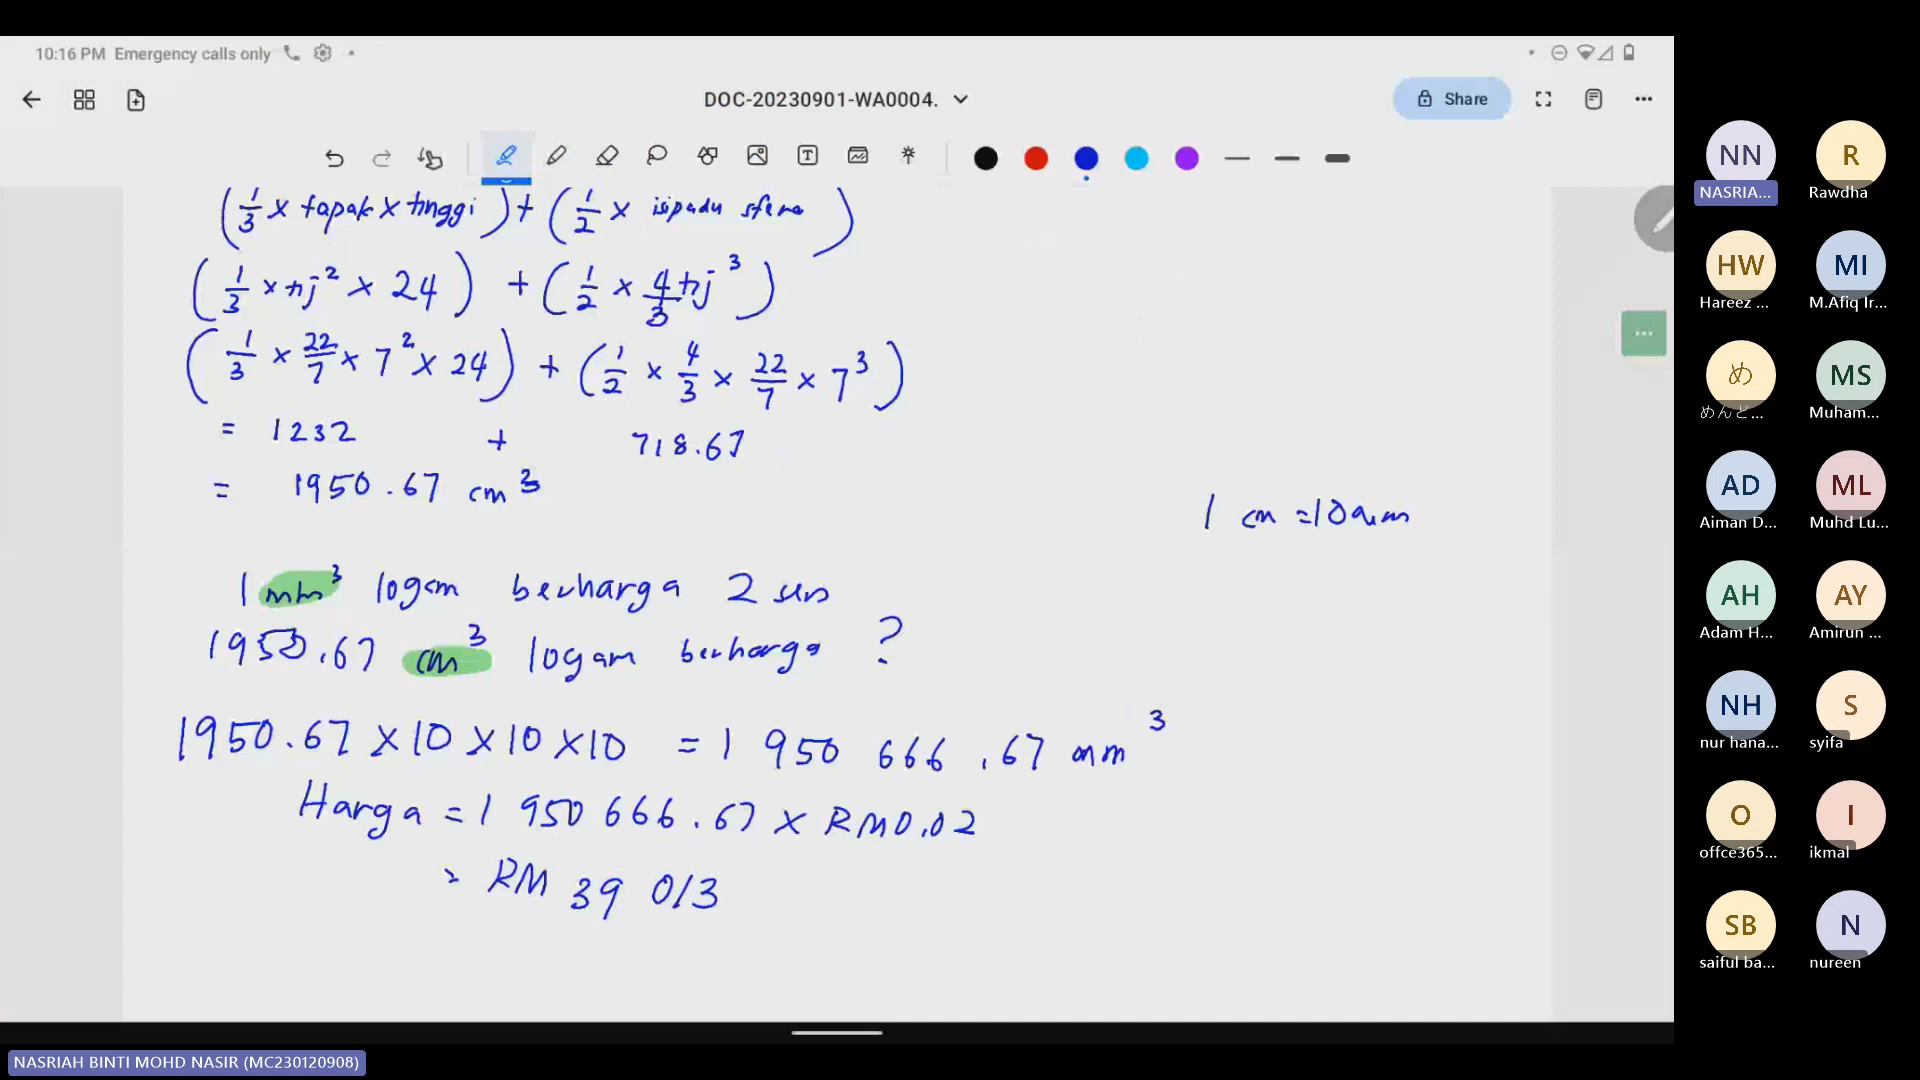 10:16 PM Emergency calls only
DOC-20230901-WA0004.
Share
(1/3 x tapak x tinggi) + (1/2 x isipadu sfera)
(1/3 x πj² x 24) + (1/2 x 4/3 πj³)
(1/3 x 22/7 x 7² x 24) + (1/2 x 4/3 x 22/7 x 7³)
= 1232 + 718.67
= 1950.67 cm³
1 cm = 10 mm
1 mm³ logam berharga 2 sen
1950.67 cm³ logam berharga ?
1950.67 x 10 x 10 x 10 = 1 950 666.67 mm³
Harga = 1 950 666.67 x RM0.02
= RM 39 013
NN
NASRIA...
R
Rawdha
HW
Hareez ...
MI
M.Afiq Ir...
め
めんど...
MS
Muham...
AD
Aiman D...
ML
Muhd Lu...
AH
Adam H...
AY
Amirun ...
NH
nur hana...
S
syifa
O
offce365...
I
ikmal
SB
saiful ba...
N
nureen
NASRIAH BINTI MOHD NASIR (MC230120908)